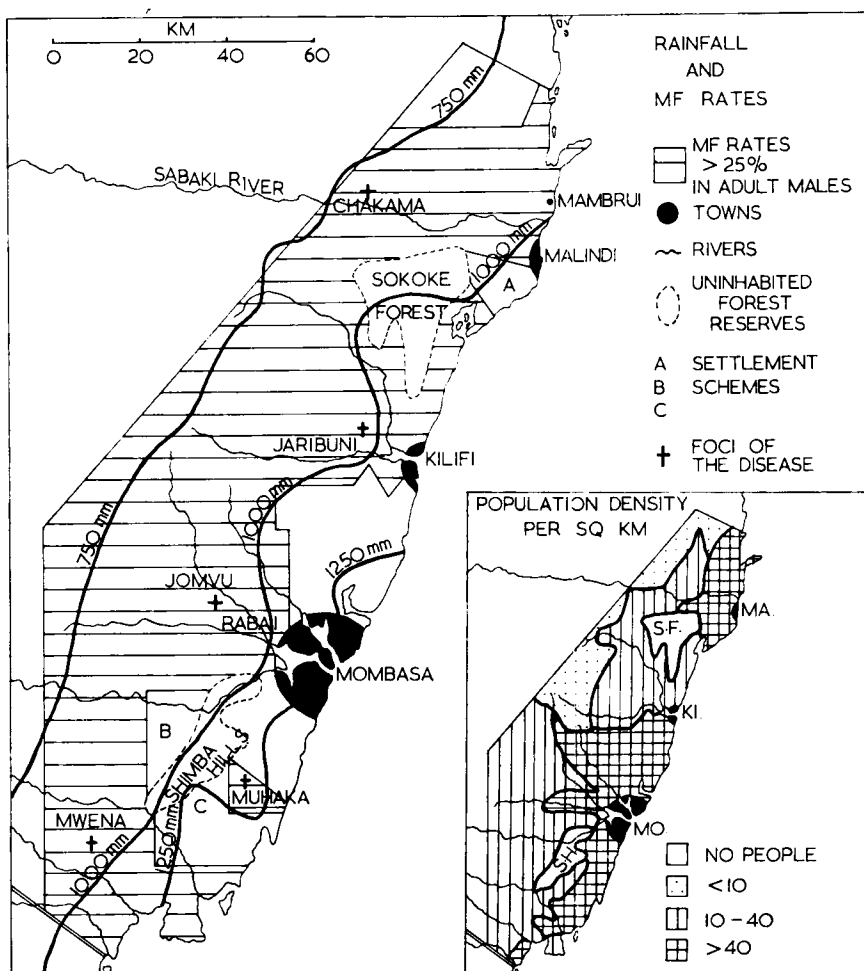 KM
0 20 40 60
750 mm
SABAKI RIVER
CHAKAMA
MAMBRUI
1000 mm
MALINDI
SOKOKE
FOREST
A
JARIBUNI
KILIFI
1000 mm
750 mm
1250 mm
JOMVU
RABAI
MOMBASA
B
SHIMBA
HILLS
MUHAKA
C
MWENA
1250 mm
1000 mm
RAINFALL
AND
MF RATES
MF RATES
> 25%
IN ADULT MALES
TOWNS
RIVERS
UNINHABITED
FOREST
RESERVES
A SETTLEMENT
B SCHEMES
C
FOCI OF
THE DISEASE
POPULATION DENSITY
PER SQ KM
S.F.
MA.
KI.
MO.
S.H.
NO PEOPLE
<10
10 - 40
>40